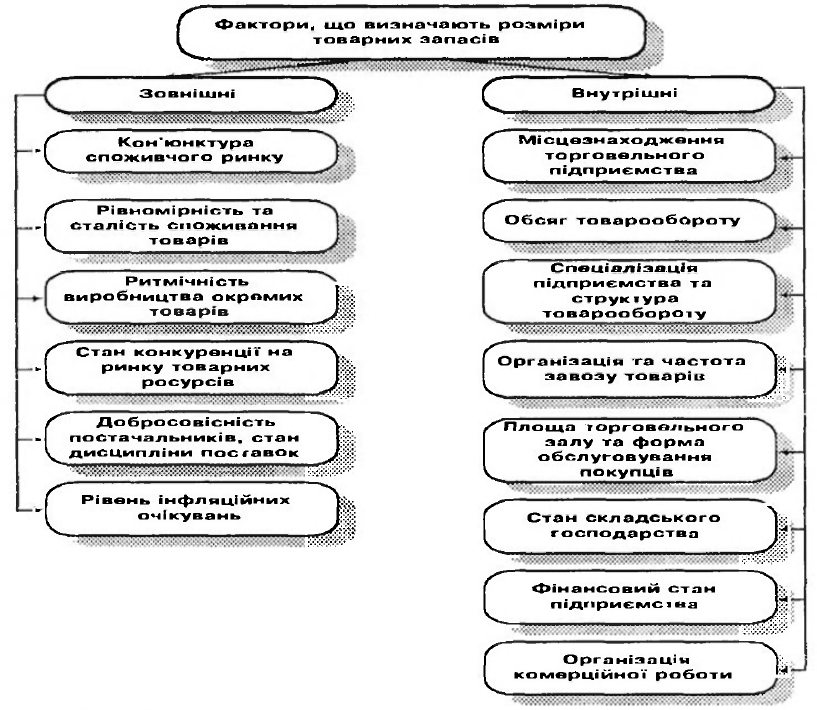 Фактори, що визначають розміри
товарних запасів
Зовнішні
Кон'юнктура
споживчого ринку
Рівномірність та
сталість споживання
товарів
Ритмічність
виробництва окремих
товарів
Стан конкуренції на
ринку товарних
ресурсів
Добросовісність
постачальників, стан
дисципліни поставок
Рівень інфляційних
очікувань
Внутрішні
Місцезнаходження
торговельного
підприємства
Обсяг товарообороту
Спеціалізація
підприємства та
структура
товарообороту
Організація та частота
завозу товарів
Площа торговельного
залу та форма
обслуговування
покупців
Стан складського
господарства
Фінансовий стан
підприємства
Організація
комерційної роботи